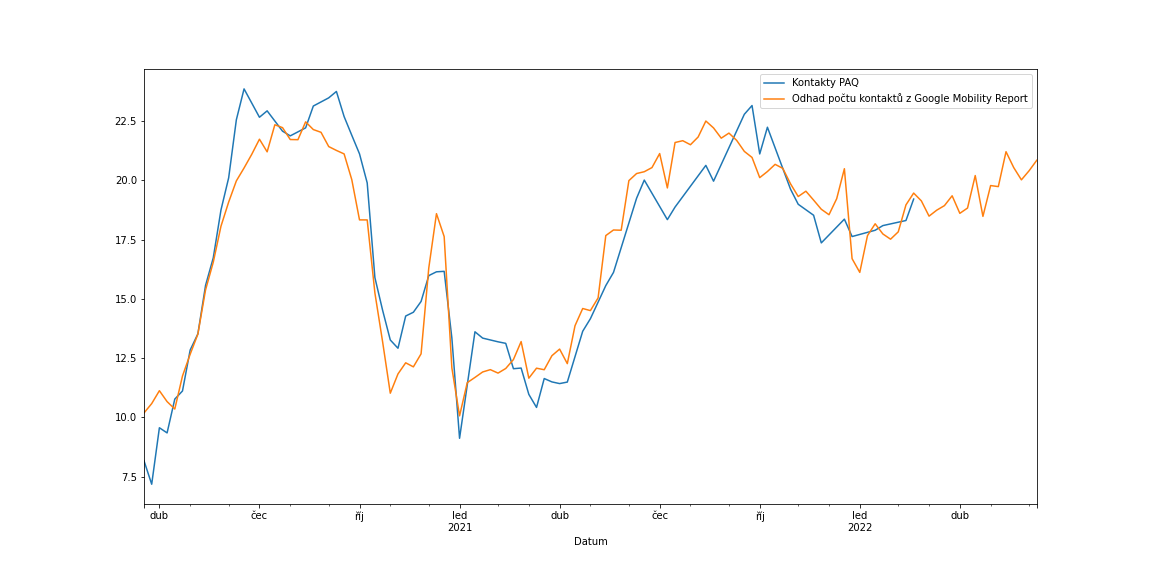 Kontakty PAQ
Odhad počtu kontaktů z Google Mobility Report
22.5
20.0
17.5
15.0
12.5
10.0
7.5
dub
čec
říj
led
2021
dub
čec
říj
led
2022
dub
Datum